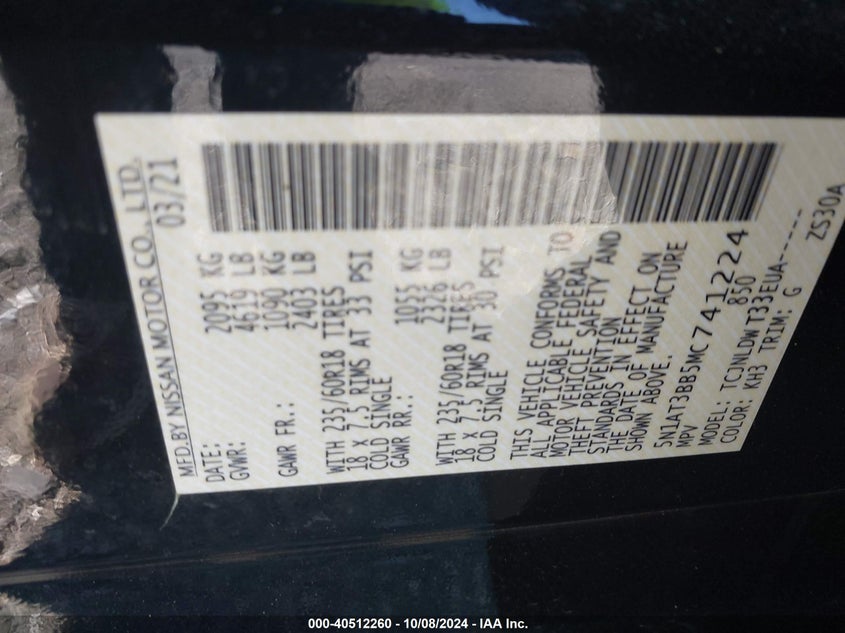 MFD.BY NISSAN MOTOR CO., LTD.
DATE: 03/21
GVWR: 2095 KG
4619 LB
GAWR FR.: 1090 KG
2403 LB
WITH 235/60R18 TIRES
18 X 7.5 RIMS AT 33 PSI
COLD SINGLE
GAWR RR.: 1055 KG
2326 LB
WITH 235/60R18 TIRES
18 X 7.5 RIMS AT 30 PSI
COLD SINGLE
THIS VEHICLE CONFORMS TO
ALL APPLICABLE FEDERAL
MOTOR VEHICLE SAFETY AND
THEFT PREVENTION
STANDARDS IN EFFECT ON
THE DATE OF MANUFACTURE
SHOWN ABOVE.
5N1AT3BB5MC741224
MPV 850
MODEL: TCJNLDWT33EUA------
COLOR: KH3 TRIM: G ZS30A
000-40512260 - 10/08/2024 - IAA Inc.